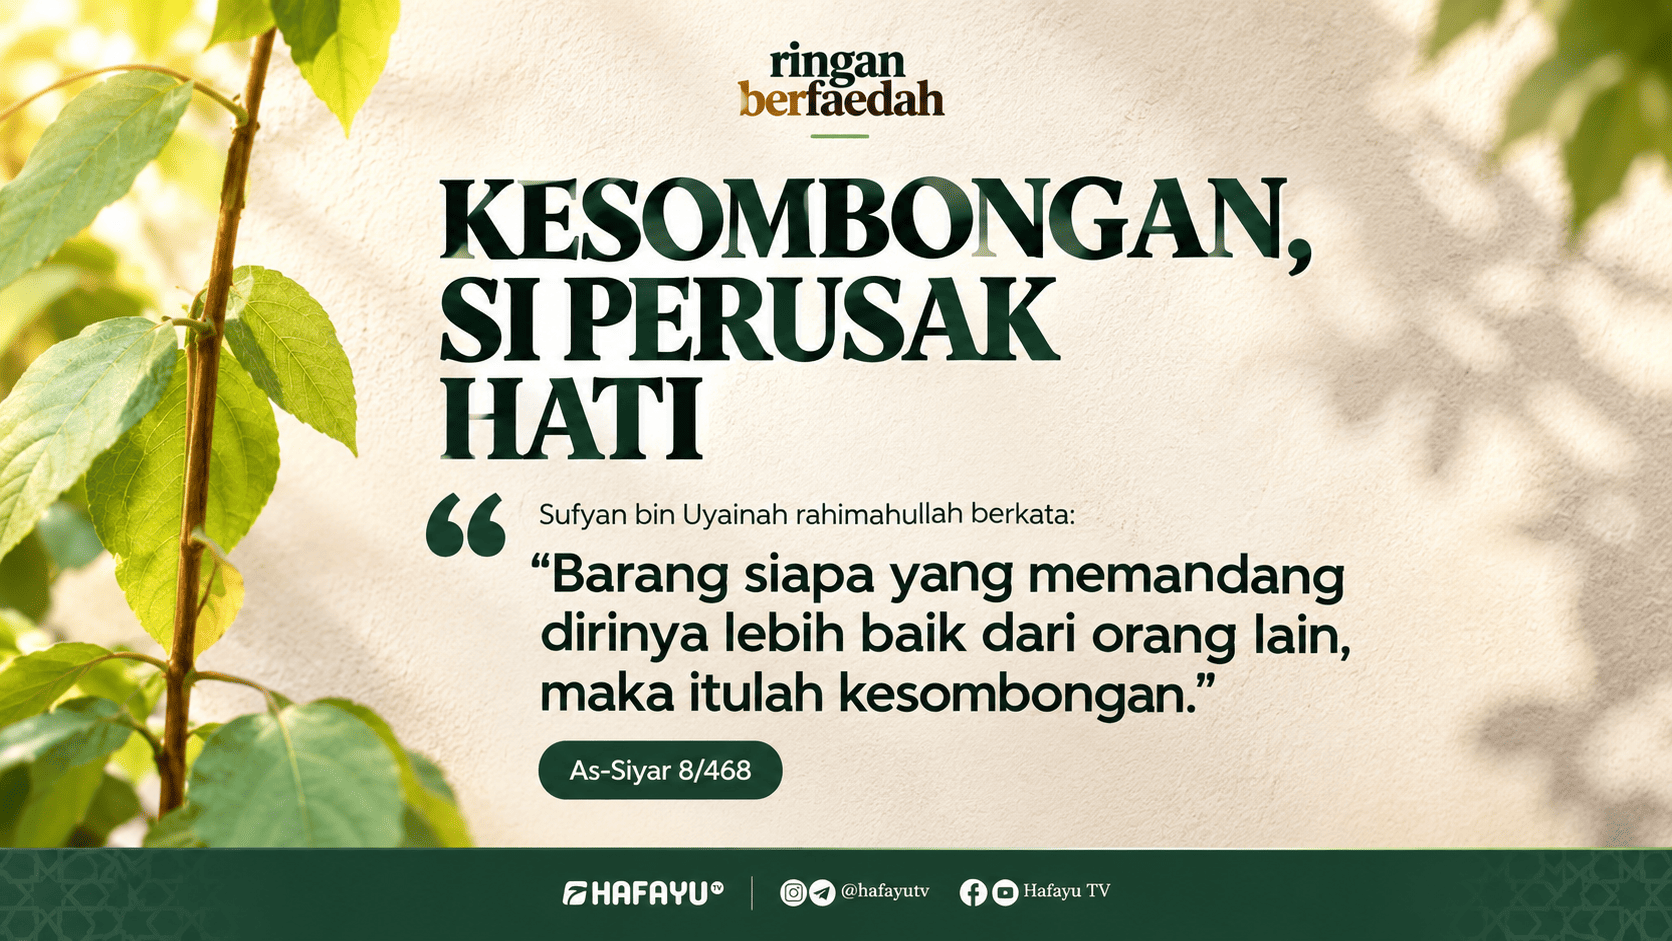 ringan
berfaedah
KESOMBONGAN,
SI PERUSAK
HATI
Sufyan bin Uyainah rahimahullah berkata:
“Barang siapa yang memandang
dirinya lebih baik dari orang lain,
maka itulah kesombongan.”
As-Siyar 8/468
HAFAYU TV
@hafayutv
Hafayu TV